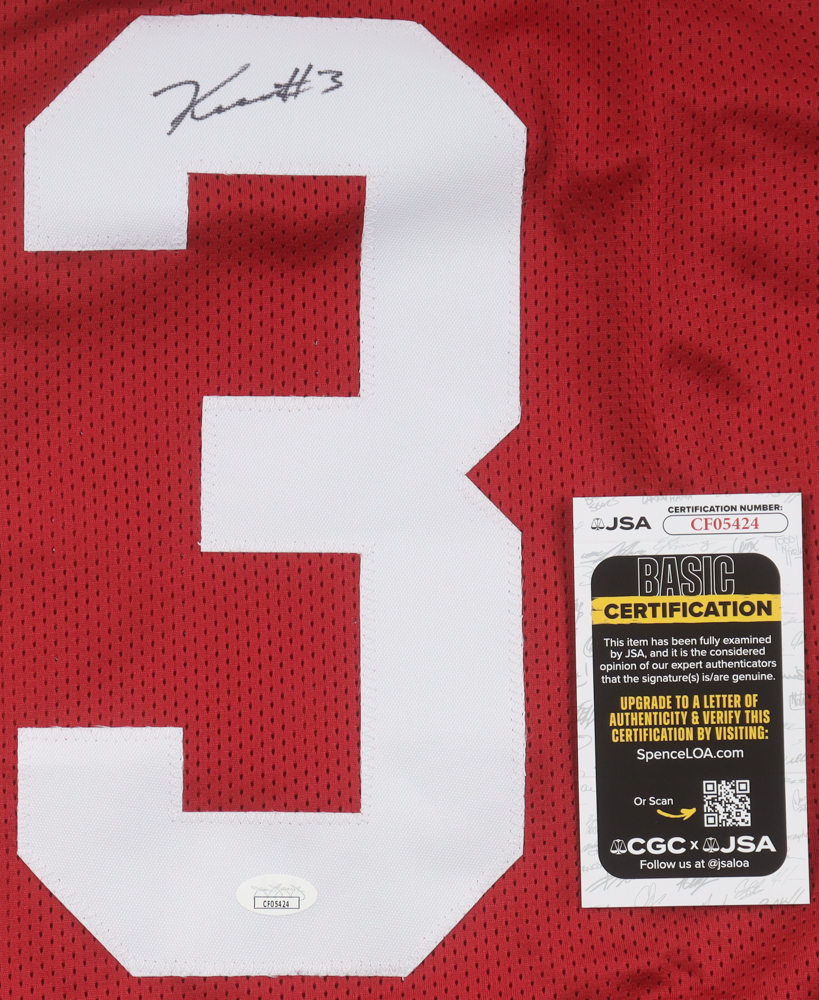 #3
3
JSA
CERTIFICATION NUMBER:
CF05424
BASIC
CERTIFICATION
This item has been fully examined
by JSA, and it is the considered
opinion of our expert authenticators
that the signature(s) is/are genuine.
UPGRADE TO A LETTER OF
AUTHENTICITY & VERIFY THIS
CERTIFICATION BY VISITING:
SpenceLOA.com
Or Scan
CGC x JSA
Follow us at @jsaloa
CF05424